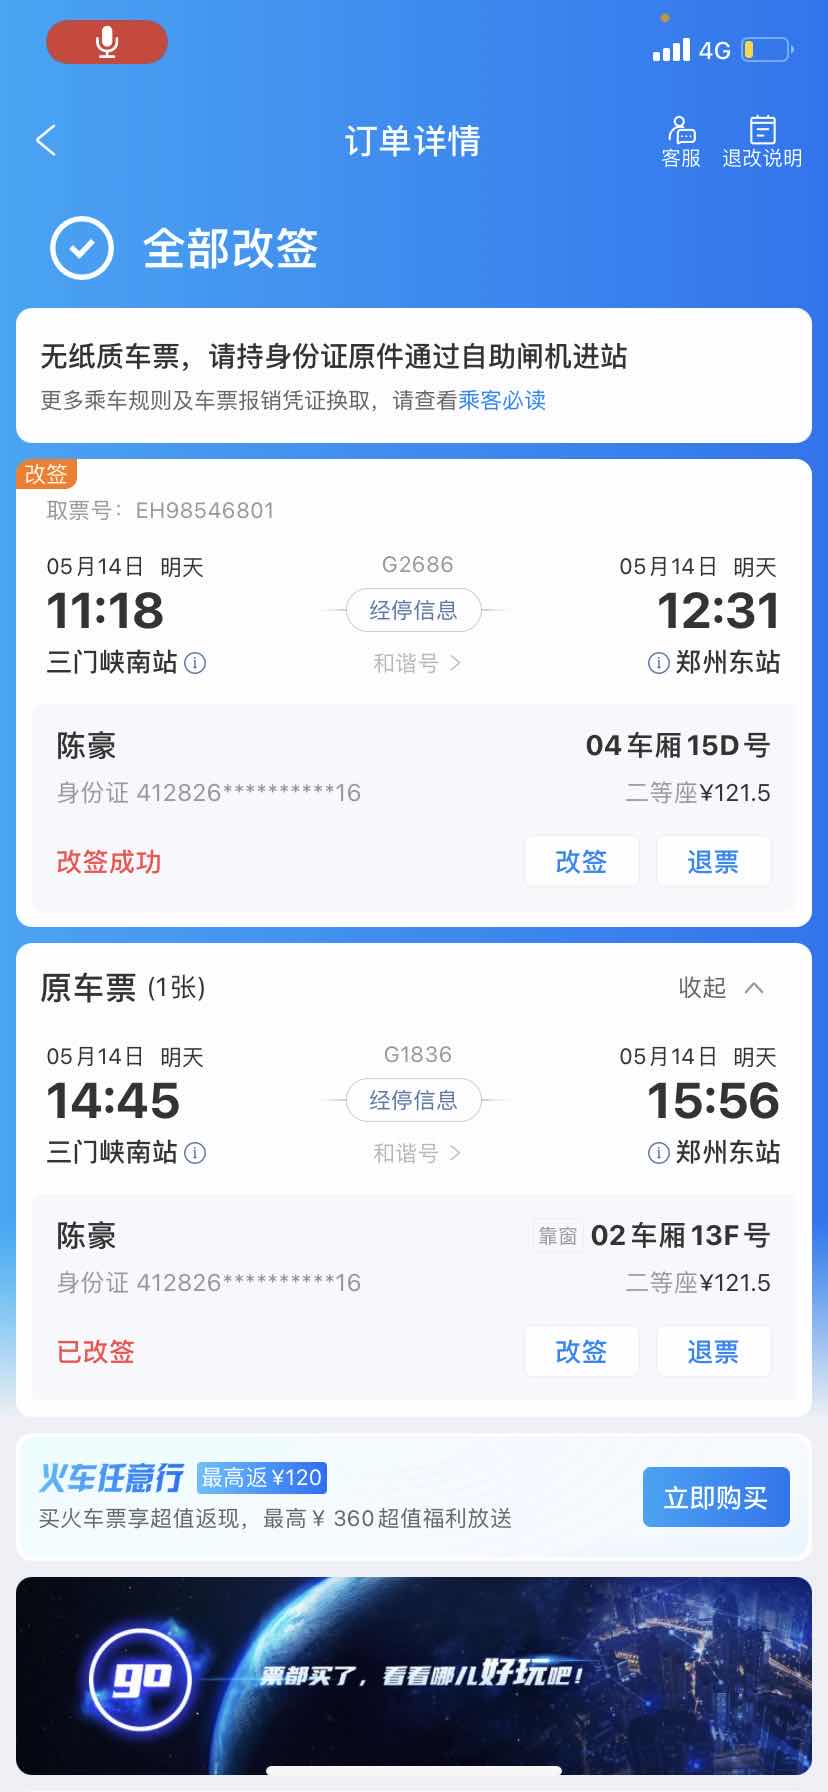 4G
订单详情
客服
退改说明
全部改签
无纸质车票，请持身份证原件通过自助闸机进站
更多乘车规则及车票报销凭证换取，请查看乘客必读
改签
取票号：EH98546801
05月14日 明天 G2686 05月14日 明天
11:18 经停信息 12:31
三门峡南站 和谐号 > 郑州东站
陈豪 04车厢15D号
身份证 412826**********16 二等座¥121.5
改签成功 改签 退票
原车票 (1张) 收起
05月14日 明天 G1836 05月14日 明天
14:45 经停信息 15:56
三门峡南站 和谐号 > 郑州东站
陈豪 靠窗 02车厢13F号
身份证 412826**********16 二等座¥121.5
已改签 改签 退票
火车任意行 最高返¥120
买火车票享超值返现，最高¥ 360超值福利放送
立即购买
go 票都买了，看看哪儿好玩吧！